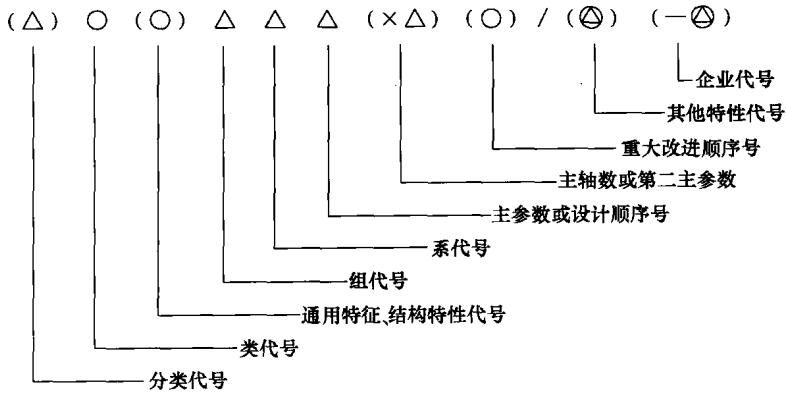 (△) ○ (○) △ △ △ (×△) (○) / (◬) (—◬)
企业代号
其他特性代号
重大改进顺序号
主轴数或第二主参数
主参数或设计顺序号
系代号
组代号
通用特征、结构特性代号
类代号
分类代号